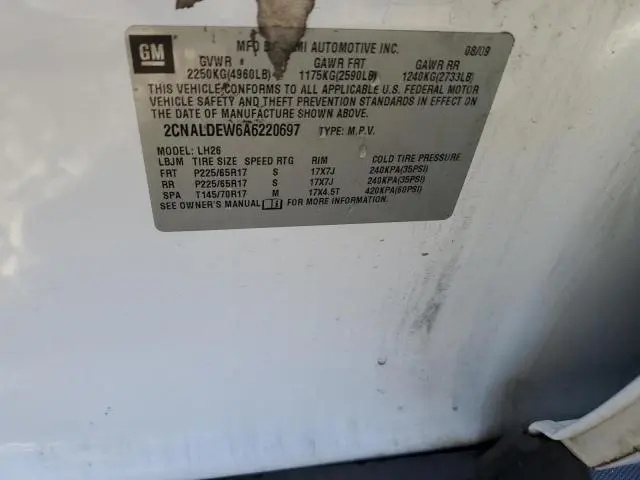 GM
MFD BY AMI AUTOMOTIVE INC. 08/09
GVWR GAWR FRT GAWR RR
2250KG(4960LB) 1175KG(2590LB) 1240KG(2733LB)
THIS VEHICLE CONFORMS TO ALL APPLICABLE U.S. FEDERAL MOTOR
VEHICLE SAFETY AND THEFT PREVENTION STANDARDS IN EFFECT ON
THE DATE OF MANUFACTURE SHOWN ABOVE.
2CNALDEW6A6220697 TYPE: M.P.V.
MODEL: LH26
LBJM TIRE SIZE SPEED RTG RIM COLD TIRE PRESSURE
FRT P225/65R17 S 17X7J 240KPA(35PSI)
RR P225/65R17 S 17X7J 240KPA(35PSI)
SPA T145/70R17 M 17X4.5T 420KPA(60PSI)
SEE OWNER'S MANUAL FOR MORE INFORMATION.